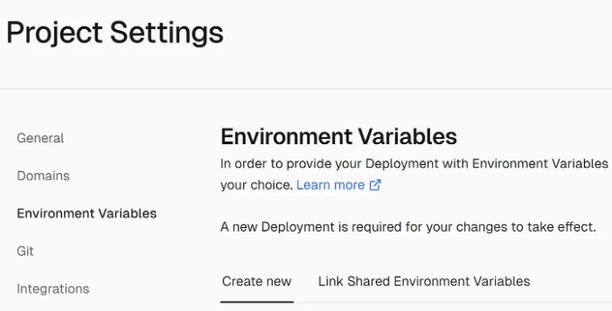 Project Settings
General
Domains
Environment Variables
Git
Integrations
Environment Variables
In order to provide your Deployment with Environment Variables
your choice. Learn more
A new Deployment is required for your changes to take effect.
Create new
Link Shared Environment Variables